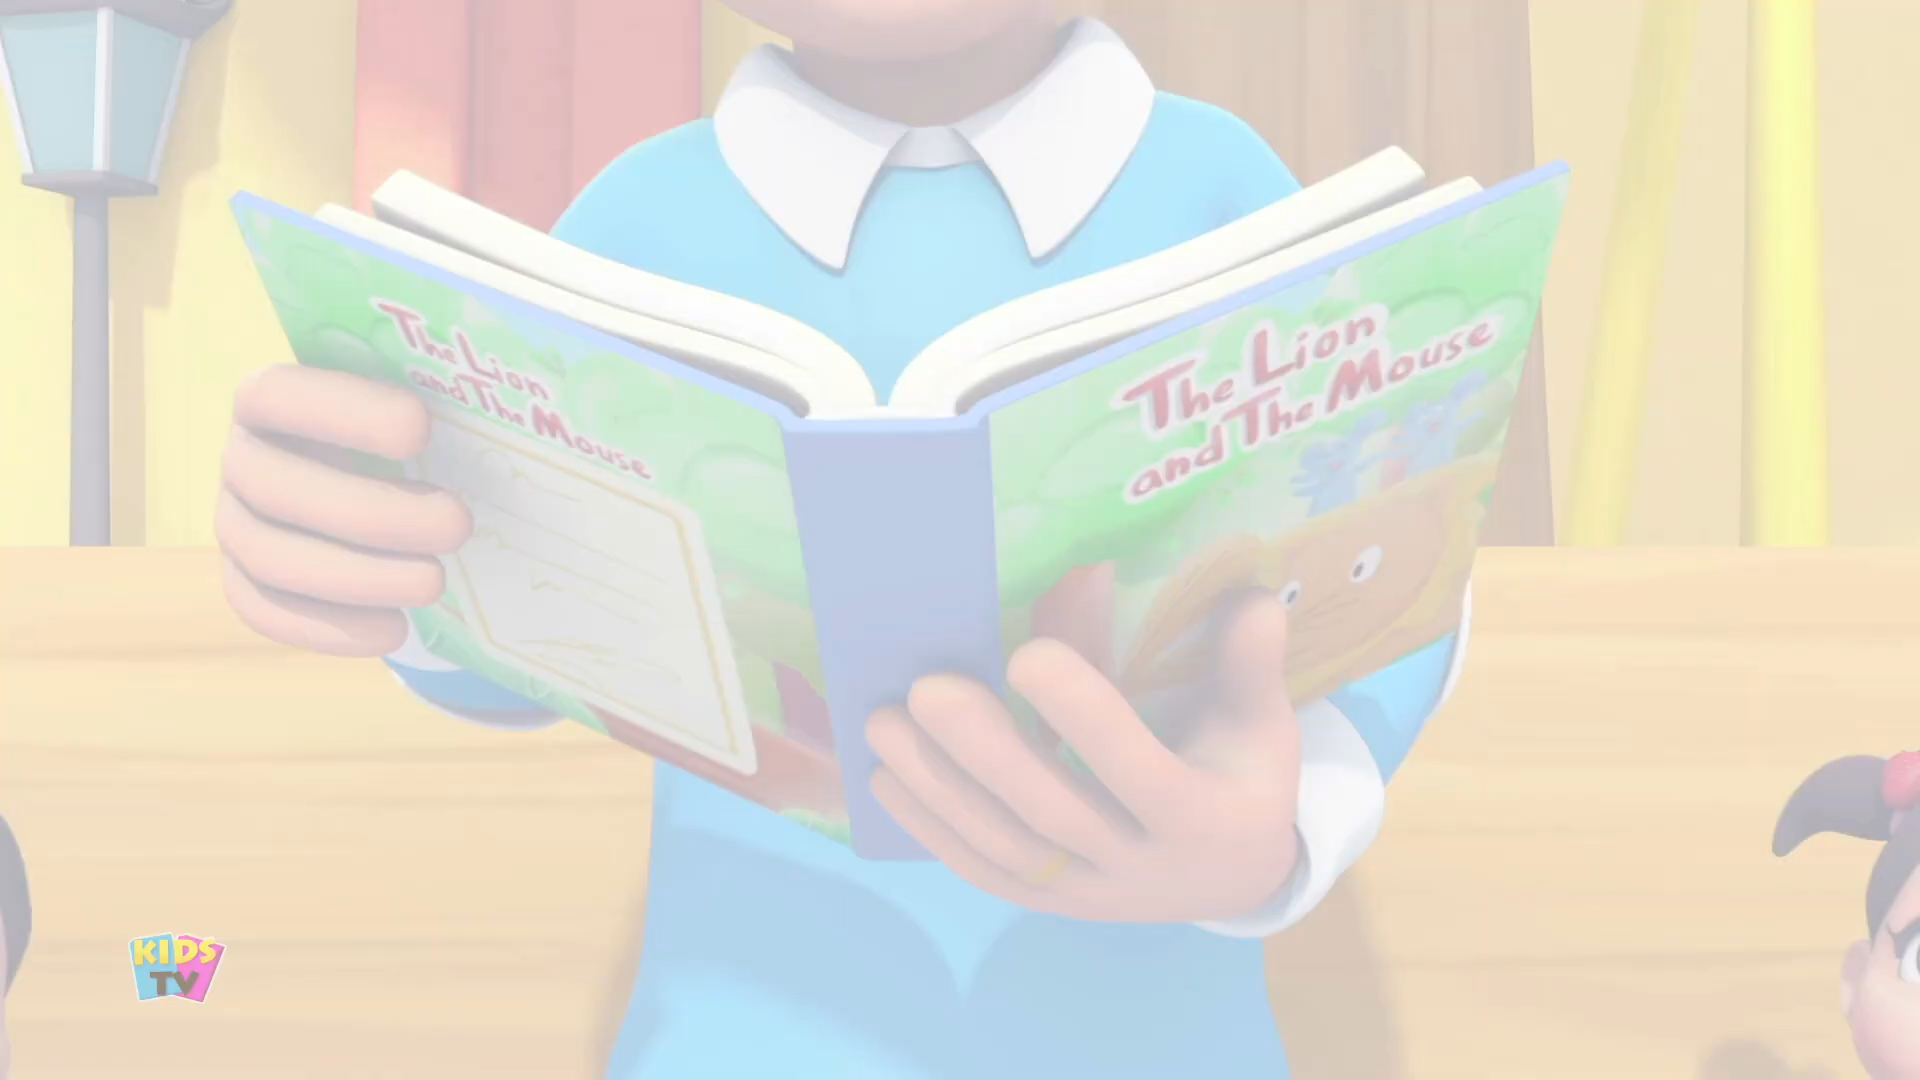 The Lion
and The Mouse
The Lion
and The Mouse
KIDS
TV